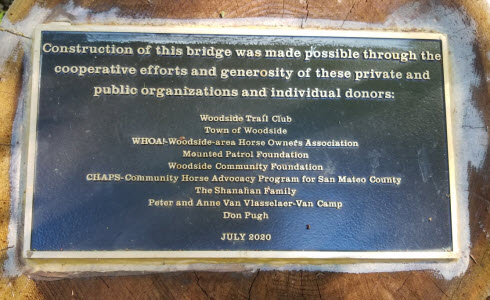 Construction of this bridge was made possible through the
cooperative efforts and generosity of these private and
public organizations and individual donors:
Woodside Trail Club
Town of Woodside
WHOA!-Woodside-area Horse Owners Association
Mounted Patrol Foundation
Woodside Community Foundation
CHAPS-Community Horse Advocacy Program for San Mateo County
The Shanahan Family
Peter and Anne Van Vlasselaer-Van Camp
Don Pugh
JULY 2020